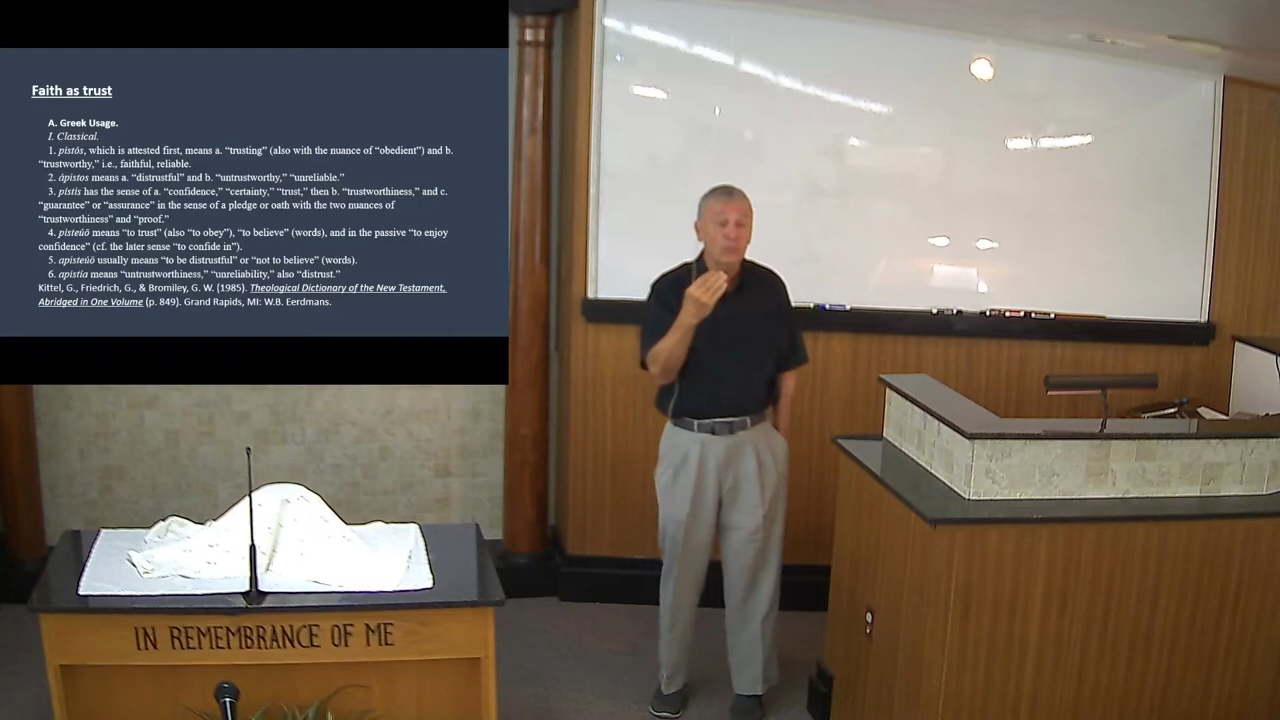 Faith as trust
A. Greek Usage.
I. Classical.
1. pistós, which is attested first, means a. “trusting” (also with the nuance of “obedient”) and b.
“trustworthy,” i.e., faithful, reliable.
2. ápistos means a. “distrustful” and b. “untrustworthy,” “unreliable.”
3. pístis has the sense of a. “confidence,” “certainty,” “trust,” then b. “trustworthiness,” and c.
“guarantee” or “assurance” in the sense of a pledge or oath with the two nuances of
“trustworthiness” and “proof.”
4. pisteúō means “to trust” (also “to obey”), “to believe” (words), and in the passive “to enjoy
confidence” (cf. the later sense “to confide in”).
5. apisteúō usually means “to be distrustful” or “not to believe” (words).
6. apistía means “untrustworthiness,” “unreliability,” also “distrust.”
Kittel, G., Friedrich, G., & Bromiley, G. W. (1985). Theological Dictionary of the New Testament,
Abridged in One Volume (p. 849). Grand Rapids, MI: W.B. Eerdmans.
IN REMEMBRANCE OF ME